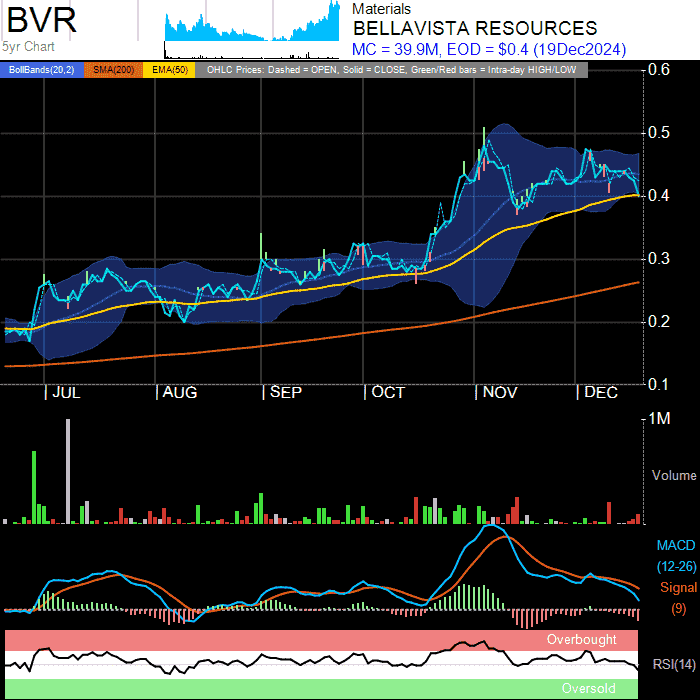 BVR
5yr Chart
Materials
BELLAVISTA RESOURCES
MC = 39.9M, EOD = $0.4 (19Dec2024)
BollBands(20,2) SMA(200) EMA(50) OHLC Prices: Dashed = OPEN, Solid = CLOSE, Green/Red bars = Intra-day HIGH/LOW
0.6
0.5
0.4
0.3
0.2
0.1
| JUL | AUG | SEP | OCT | NOV | DEC
1M
Volume
MACD
(12-26)
Signal
(9)
Overbought
RSI(14)
Oversold